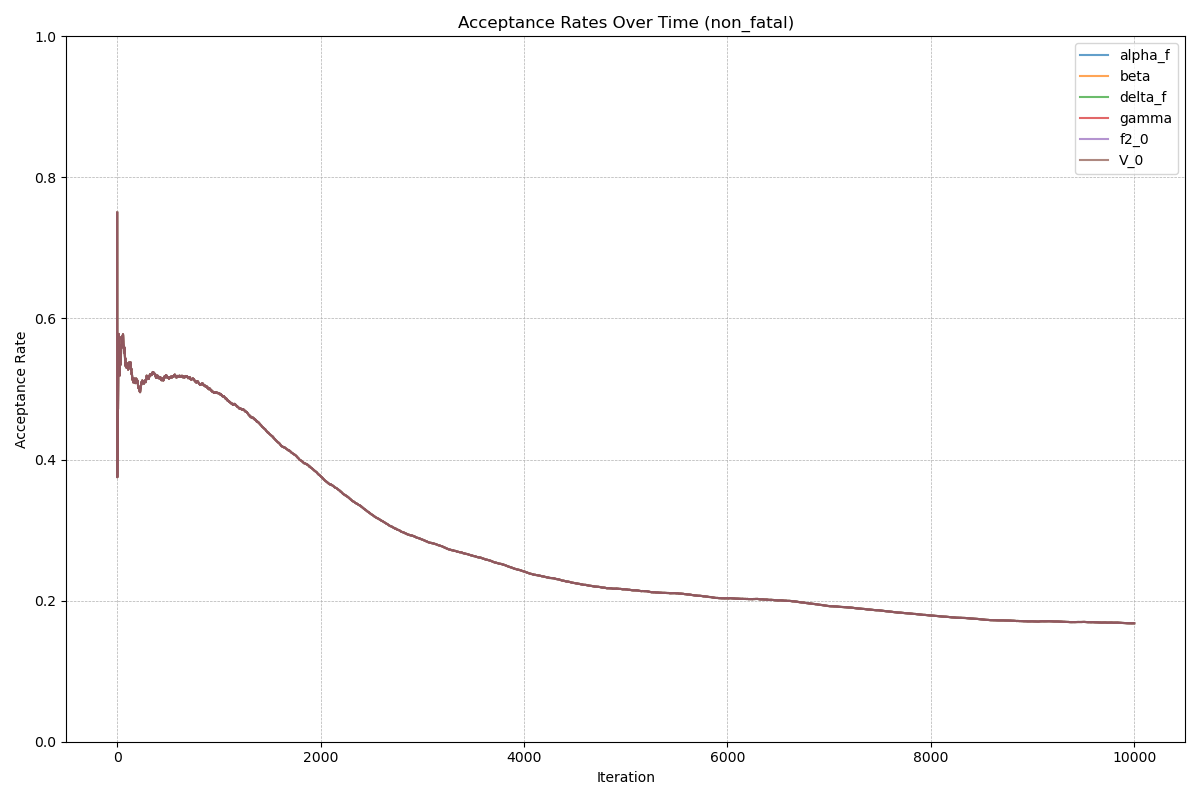 Acceptance Rates Over Time (non_fatal)
1.0
0.8
0.6
0.4
0.2
0.0
Acceptance Rate
alpha_f
beta
delta_f
gamma
f2_0
V_0
0 2000 4000 6000 8000 10000
Iteration